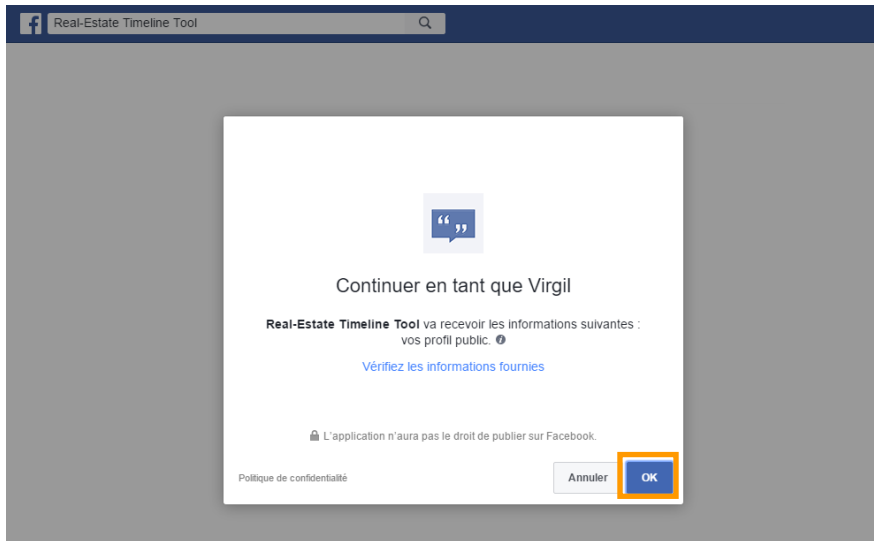 Real-Estate Timeline Tool
Continuer en tant que Virgil
Real-Estate Timeline Tool va recevoir les informations suivantes :
vos profil public.
Vérifiez les informations fournies
L'application n'aura pas le droit de publier sur Facebook.
Politique de confidentialité
Annuler
OK